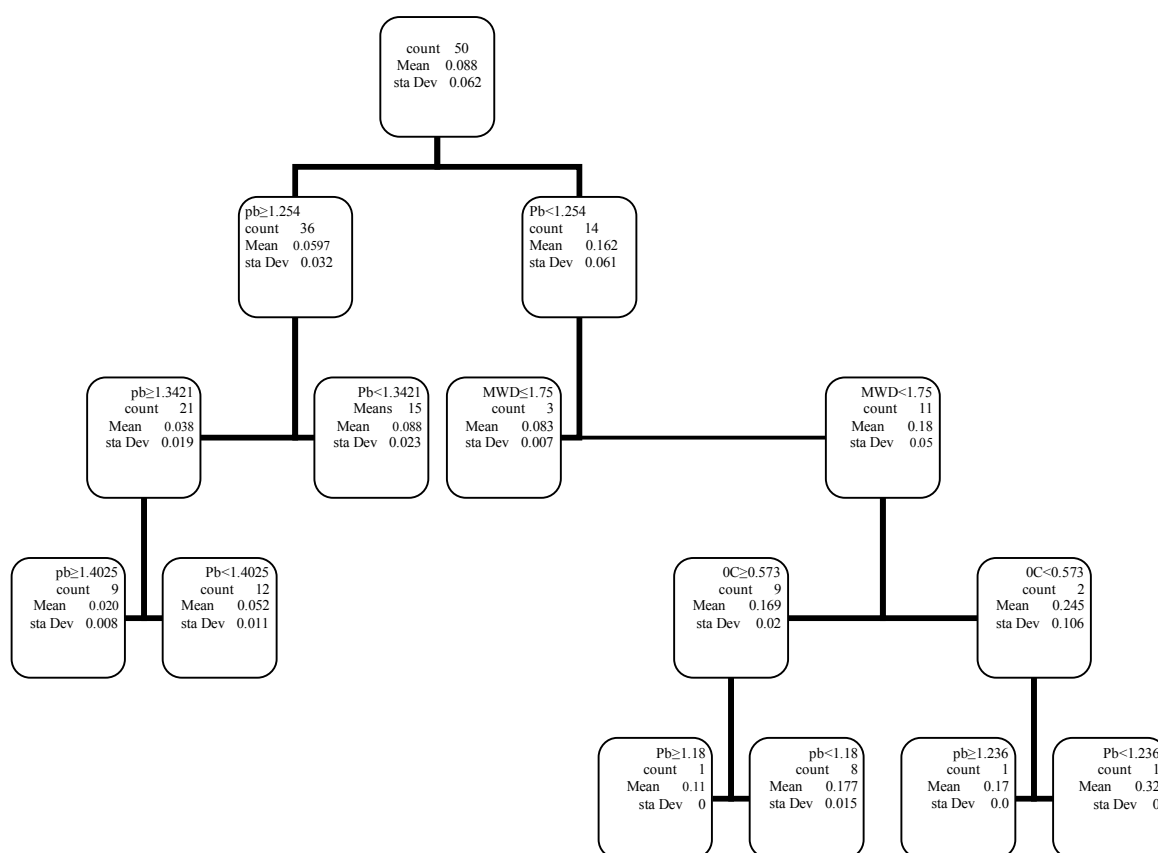 count 50
Mean 0.088
sta Dev 0.062
pb≥1.254
count 36
Mean 0.0597
sta Dev 0.032
Pb<1.254
count 14
Mean 0.162
sta Dev 0.061
pb≥1.3421
count 21
Mean 0.038
sta Dev 0.019
Pb<1.3421
Means 15
Mean 0.088
sta Dev 0.023
MWD≤1.75
count 3
Mean 0.083
sta Dev 0.007
MWD<1.75
count 11
Mean 0.18
sta Dev 0.05
pb≥1.4025
count 9
Mean 0.020
sta Dev 0.008
Pb<1.4025
count 12
Mean 0.052
sta Dev 0.011
0C≥0.573
count 9
Mean 0.169
sta Dev 0.02
0C<0.573
count 2
Mean 0.245
sta Dev 0.106
Pb≥1.18
count 1
Mean 0.11
sta Dev 0
pb<1.18
count 8
Mean 0.177
sta Dev 0.015
pb≥1.236
count 1
Mean 0.17
sta Dev 0.0
Pb<1.236
count 1
Mean 0.32
sta Dev 0